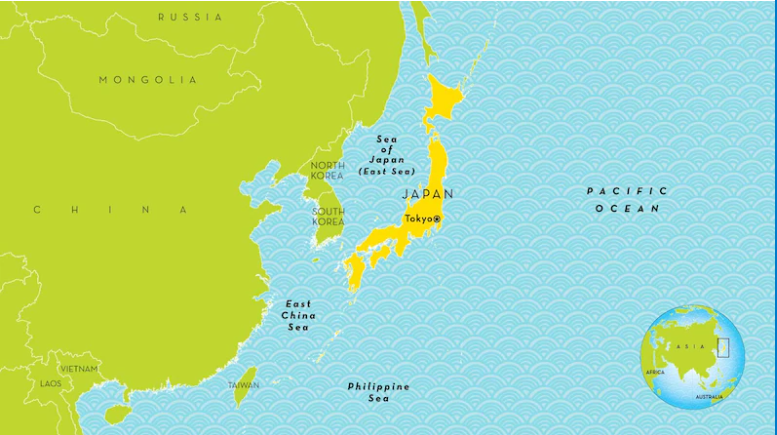 RUSSIA
MONGOLIA
Sea
of
Japan
(East Sea)
NORTH
KOREA
JAPAN
PACIFIC
OCEAN
CHINA
SOUTH
KOREA
Tokyo
East
China
Sea
ASIA
VIETNAM
LAOS
TAIWAN
Philippine
Sea
AFRICA
AUSTRALIA